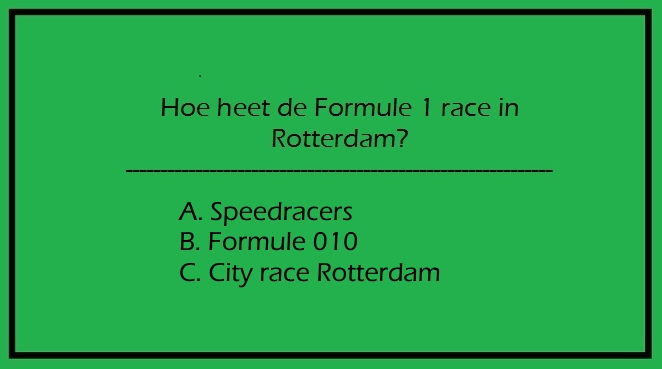 Hoe heet de Formule 1 race in
Rotterdam?
A. Speedracers
B. Formule 010
C. City race Rotterdam